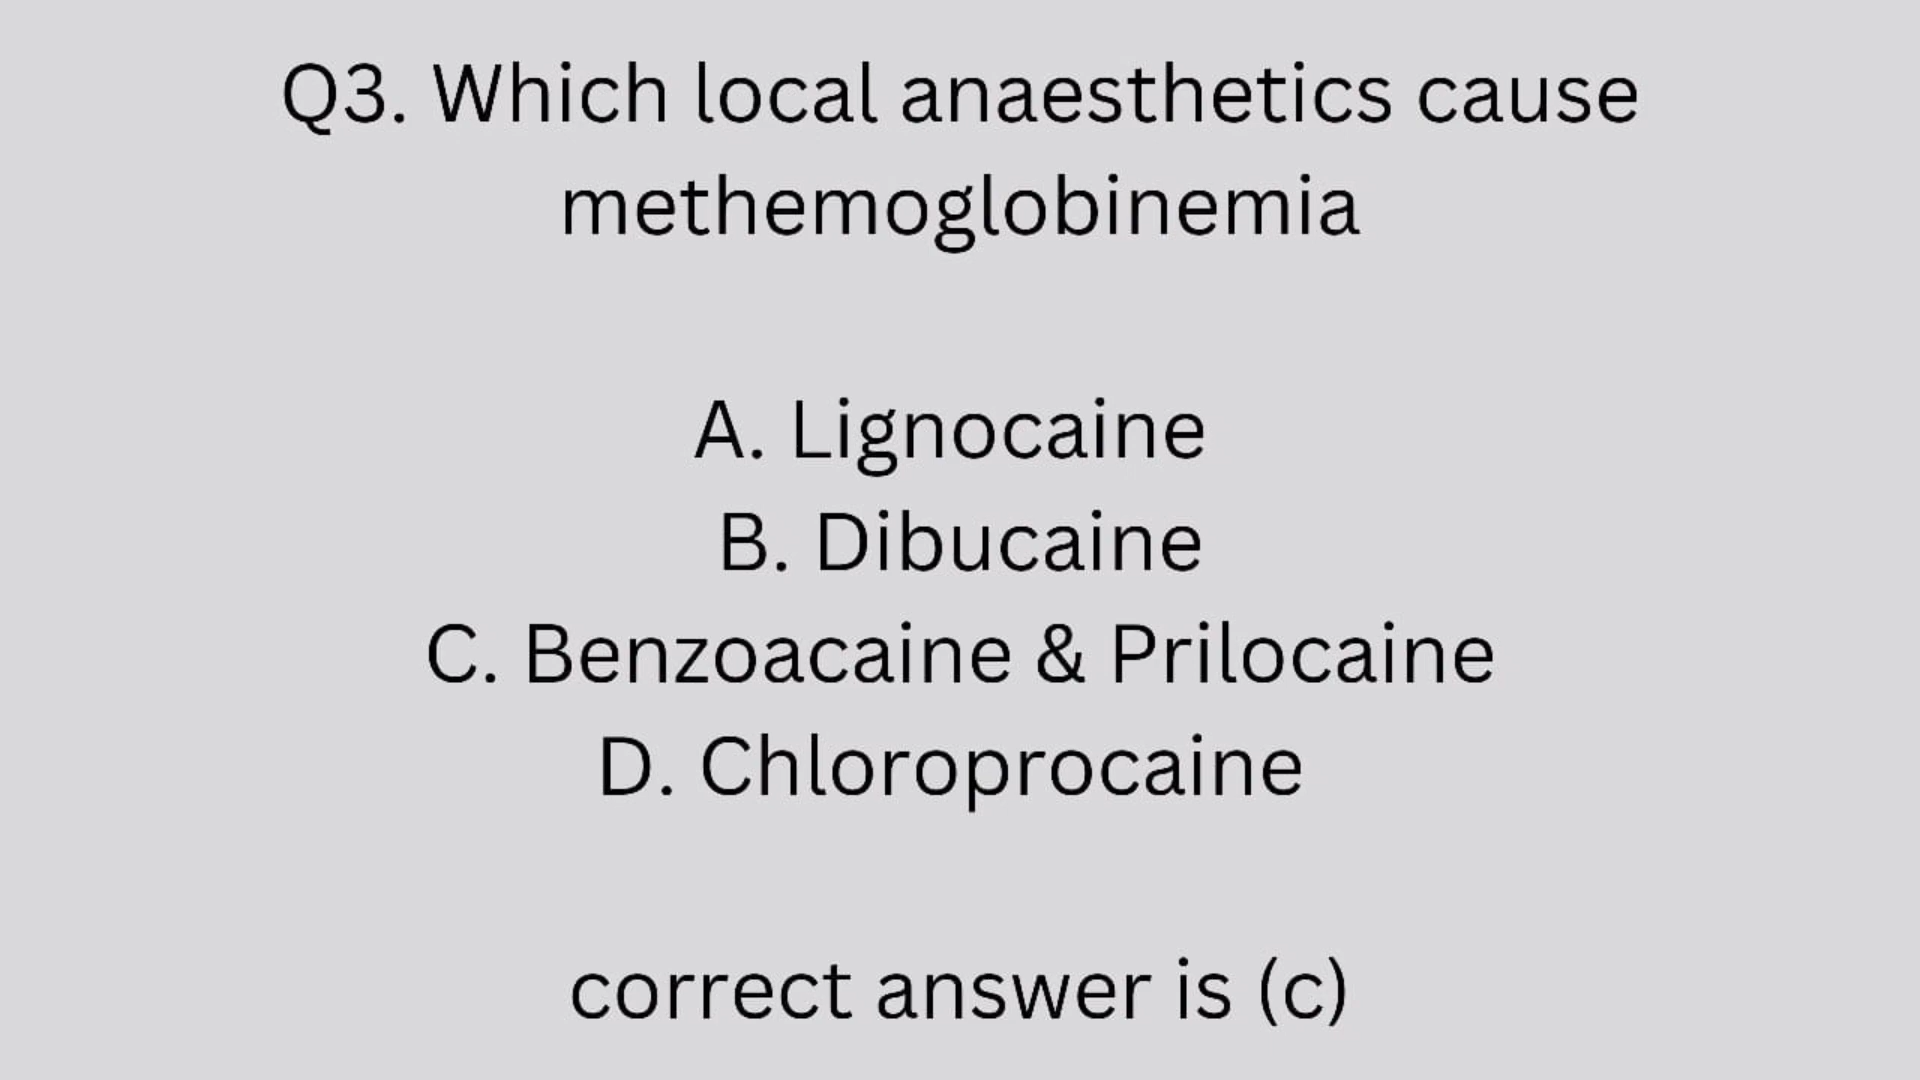 Q3. Which local anaesthetics cause
methemoglobinemia
A. Lignocaine
B. Dibucaine
C. Benzoacaine & Prilocaine
D. Chloroprocaine
correct answer is (c)